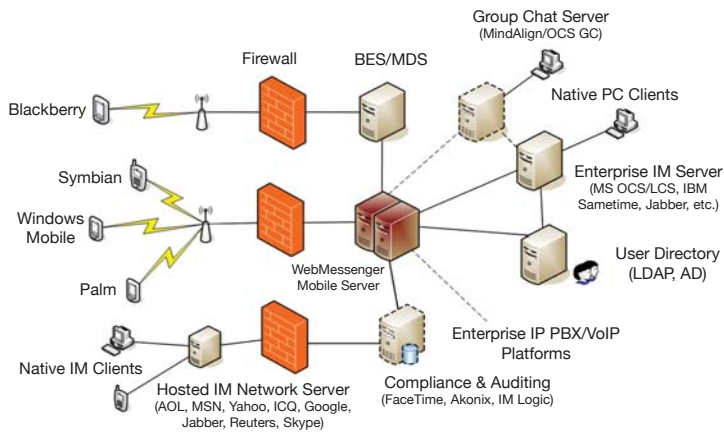 Group Chat Server
(MindAlign/OCS GC)
Firewall
BES/MDS
Native PC Clients
Blackberry
Symbian
Enterprise IM Server
(MS OCS/LCS, IBM
Sametime, Jabber, etc.)
Windows
Mobile
User Directory
(LDAP, AD)
WebMessenger
Mobile Server
Palm
Enterprise IP PBX/VoIP
Platforms
Native IM Clients
Hosted IM Network Server
(AOL, MSN, Yahoo, ICQ, Google,
Jabber, Reuters, Skype)
Compliance & Auditing
(FaceTime, Akonix, IM Logic)